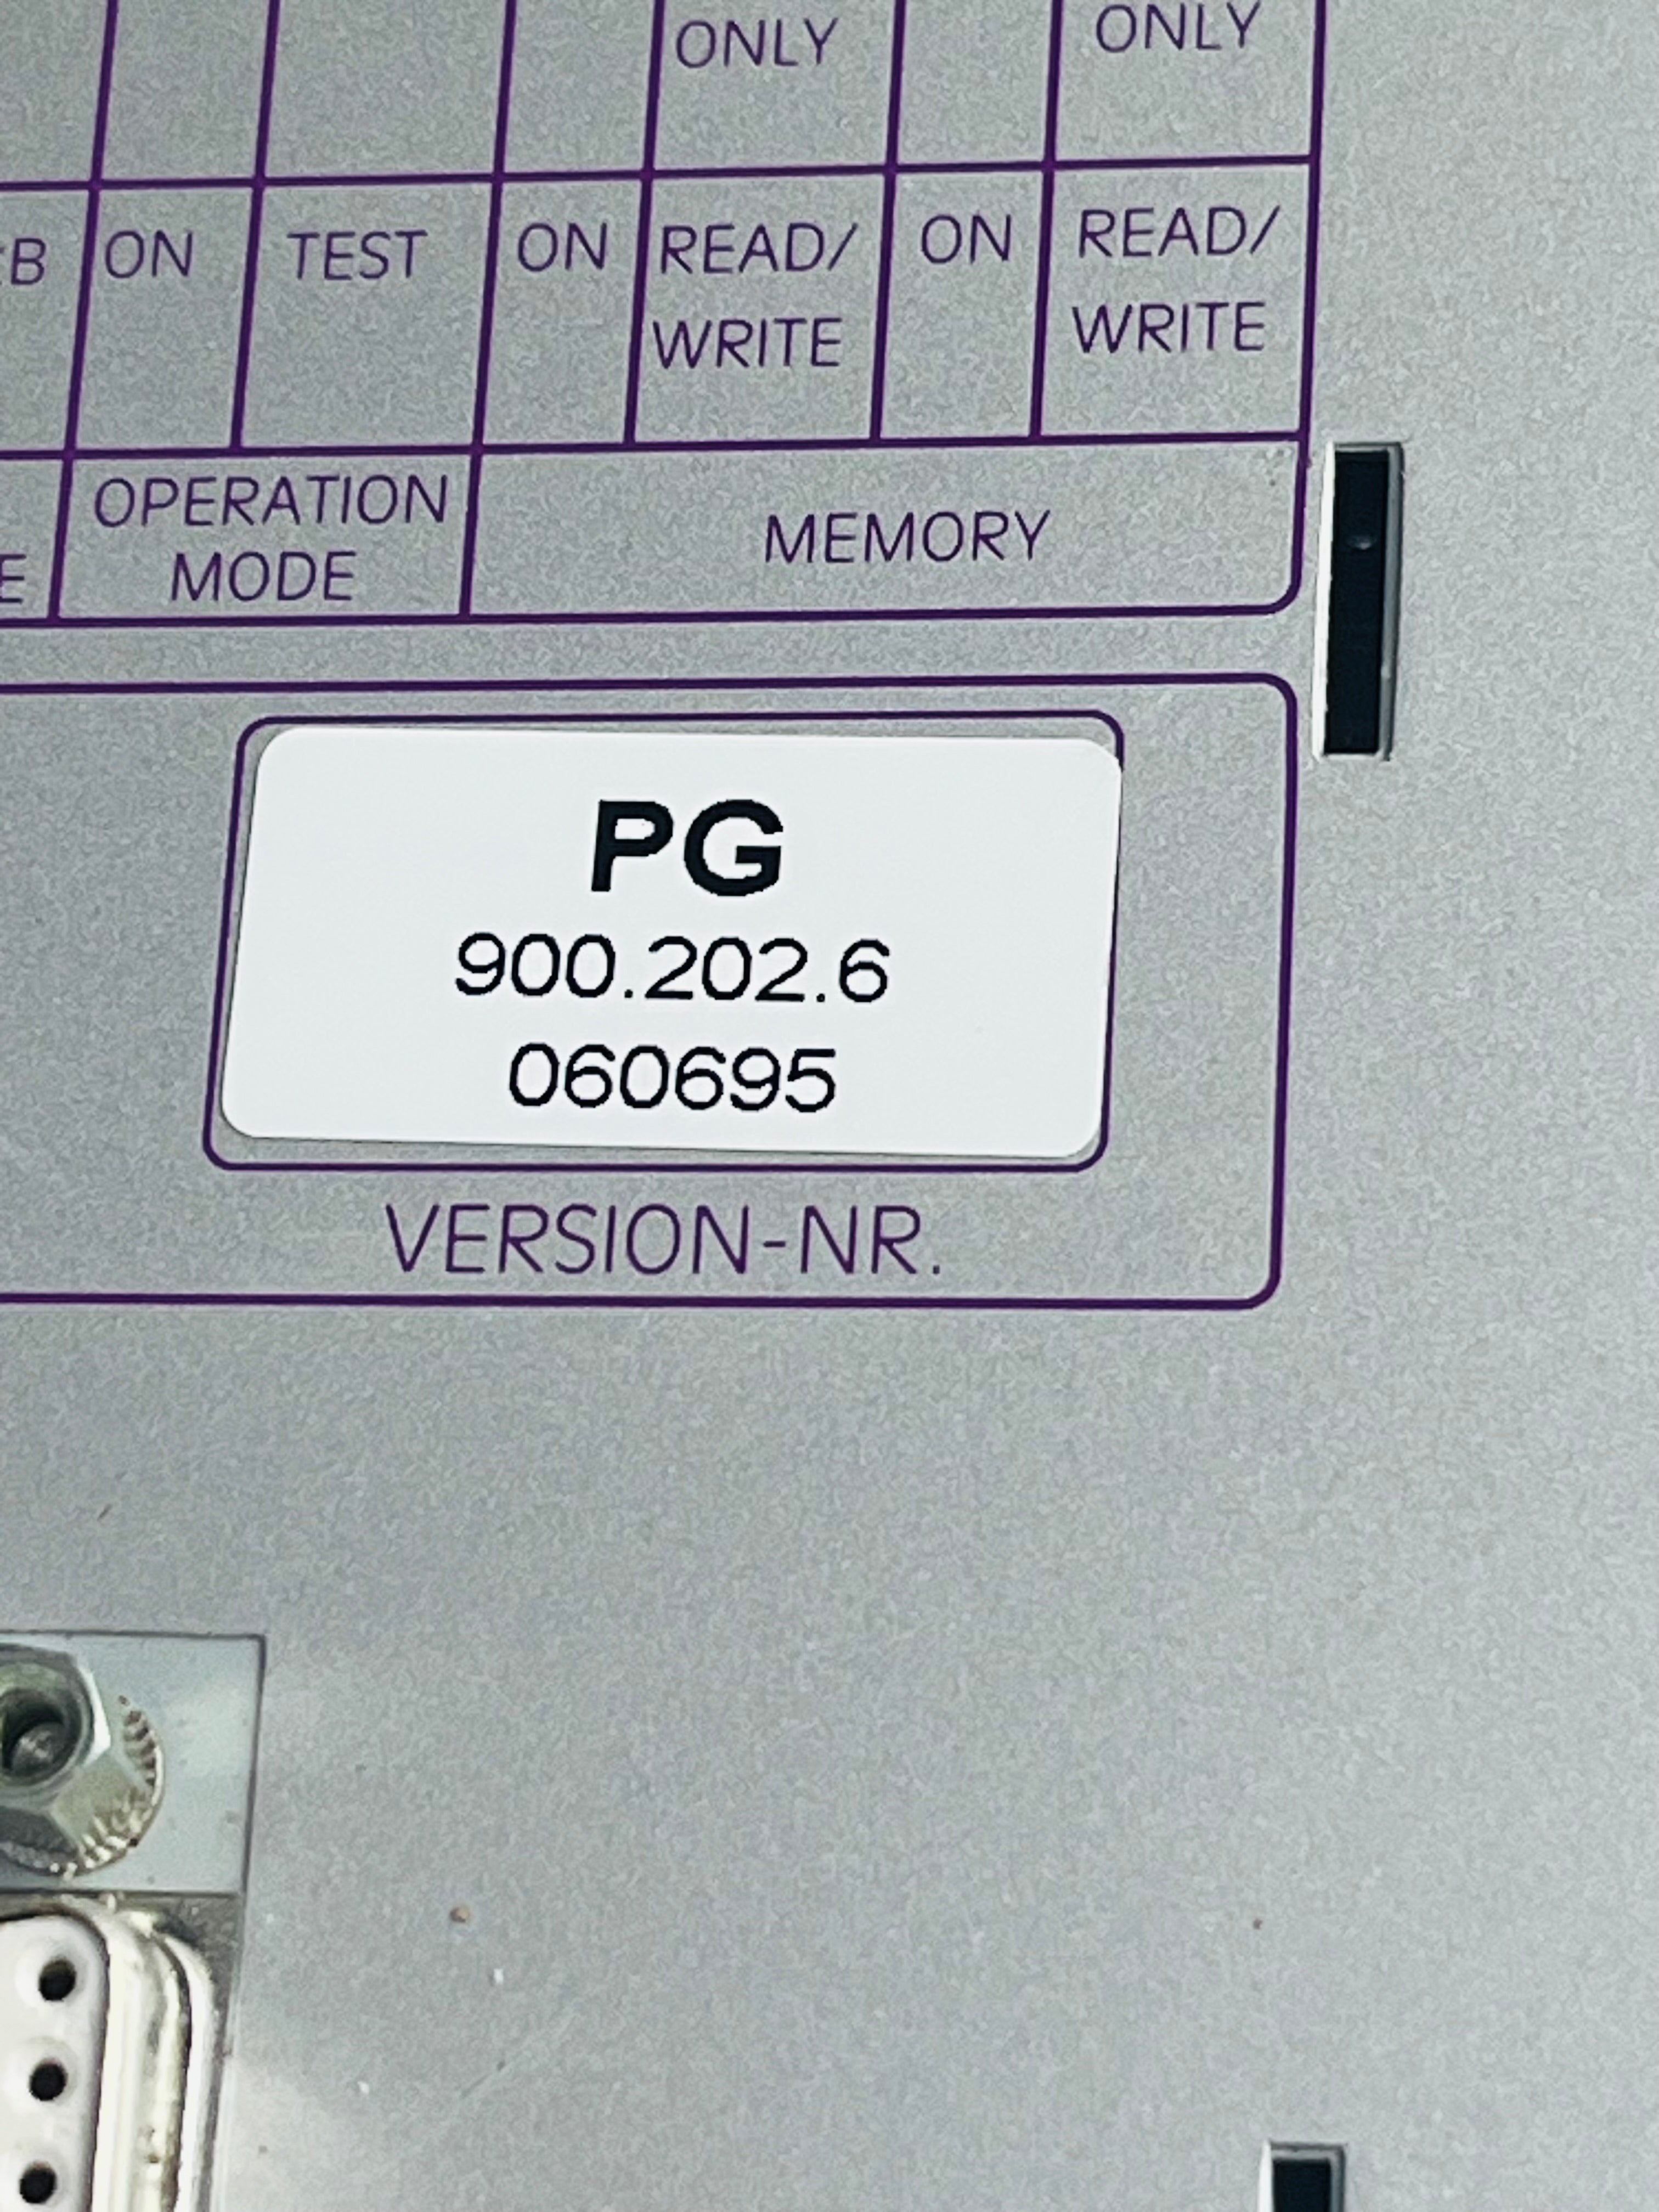 ONLY ONLY
ON TEST ON READ/ ON READ/
WRITE WRITE
OPERATION
MODE
MEMORY
PG
900.202.6
060695
VERSION-NR.